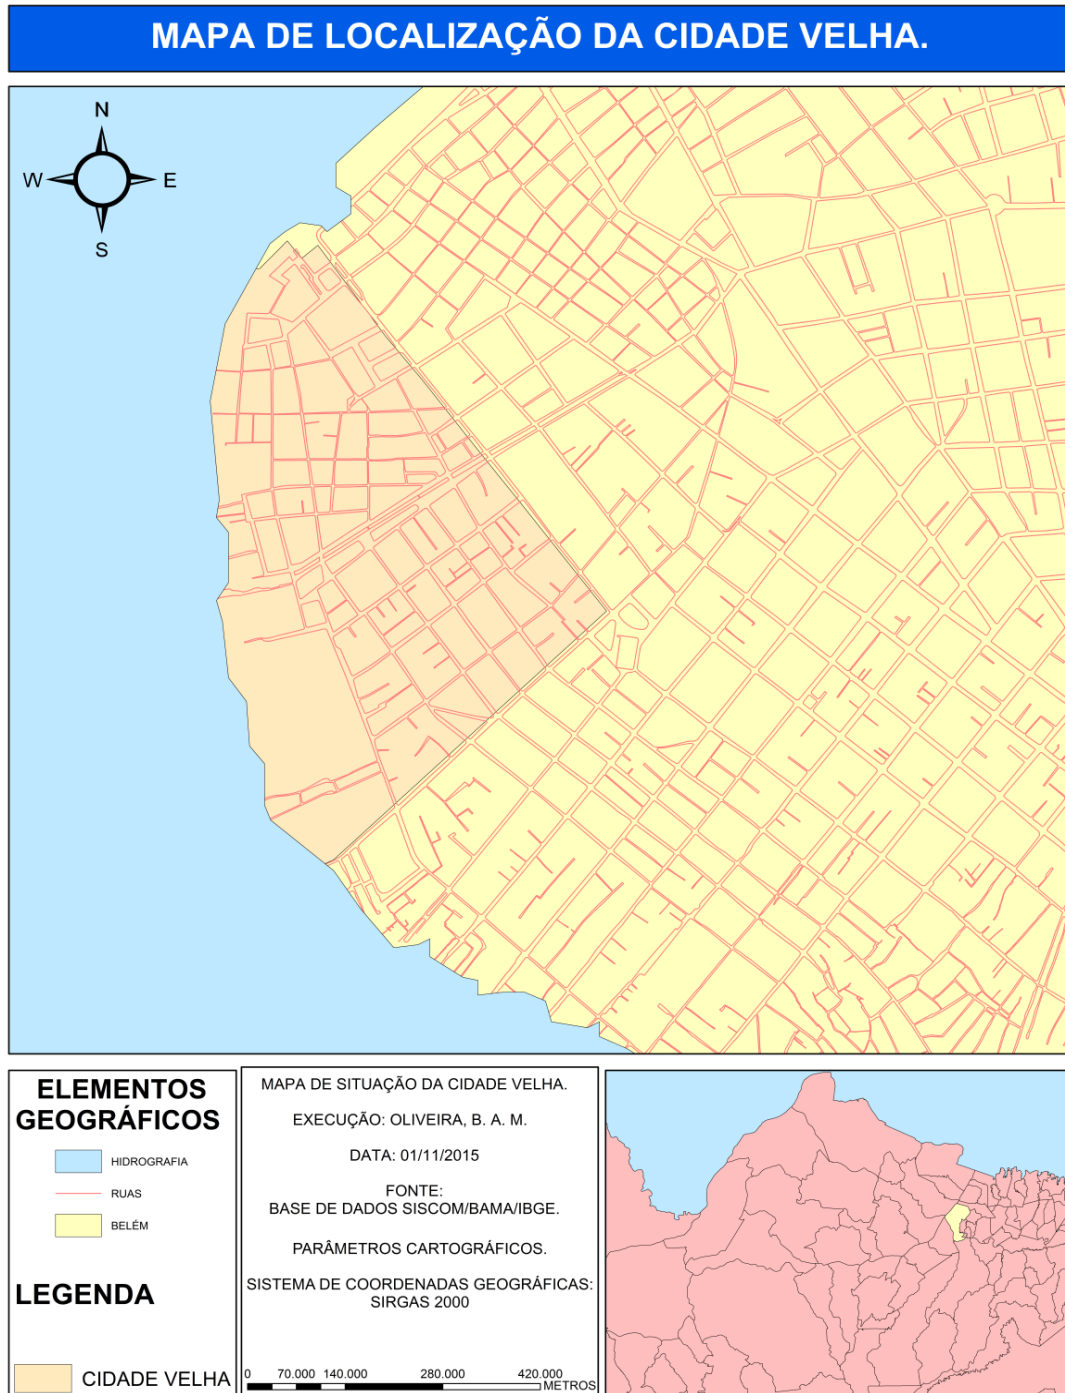 MAPA DE LOCALIZAÇÃO DA CIDADE VELHA.
N
W E
S
ELEMENTOS
GEOGRÁFICOS
HIDROGRAFIA
RUAS
BELÉM
LEGENDA
CIDADE VELHA
MAPA DE SITUAÇÃO DA CIDADE VELHA.
EXECUÇÃO: OLIVEIRA, B. A. M.
DATA: 01/11/2015
FONTE:
BASE DE DADOS SISCOM/BAMA/IBGE.
PARÂMETROS CARTOGRÁFICOS.
SISTEMA DE COORDENADAS GEOGRÁFICAS:
SIRGAS 2000
0 70.000 140.000 280.000 420.000
METROS